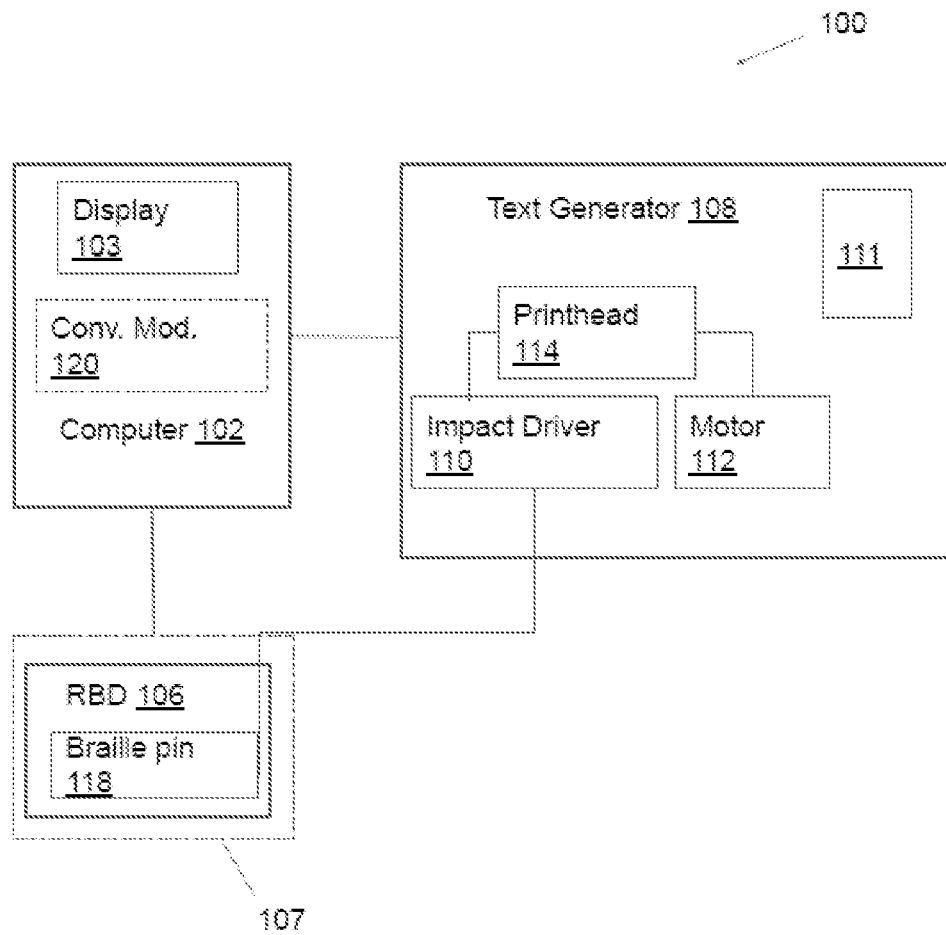 100
Display
103
Conv. Mod.
120
Computer 102
Text Generator 108
111
Printhead
114
Impact Driver
110
Motor
112
RBD 106
Braille pin
118
107